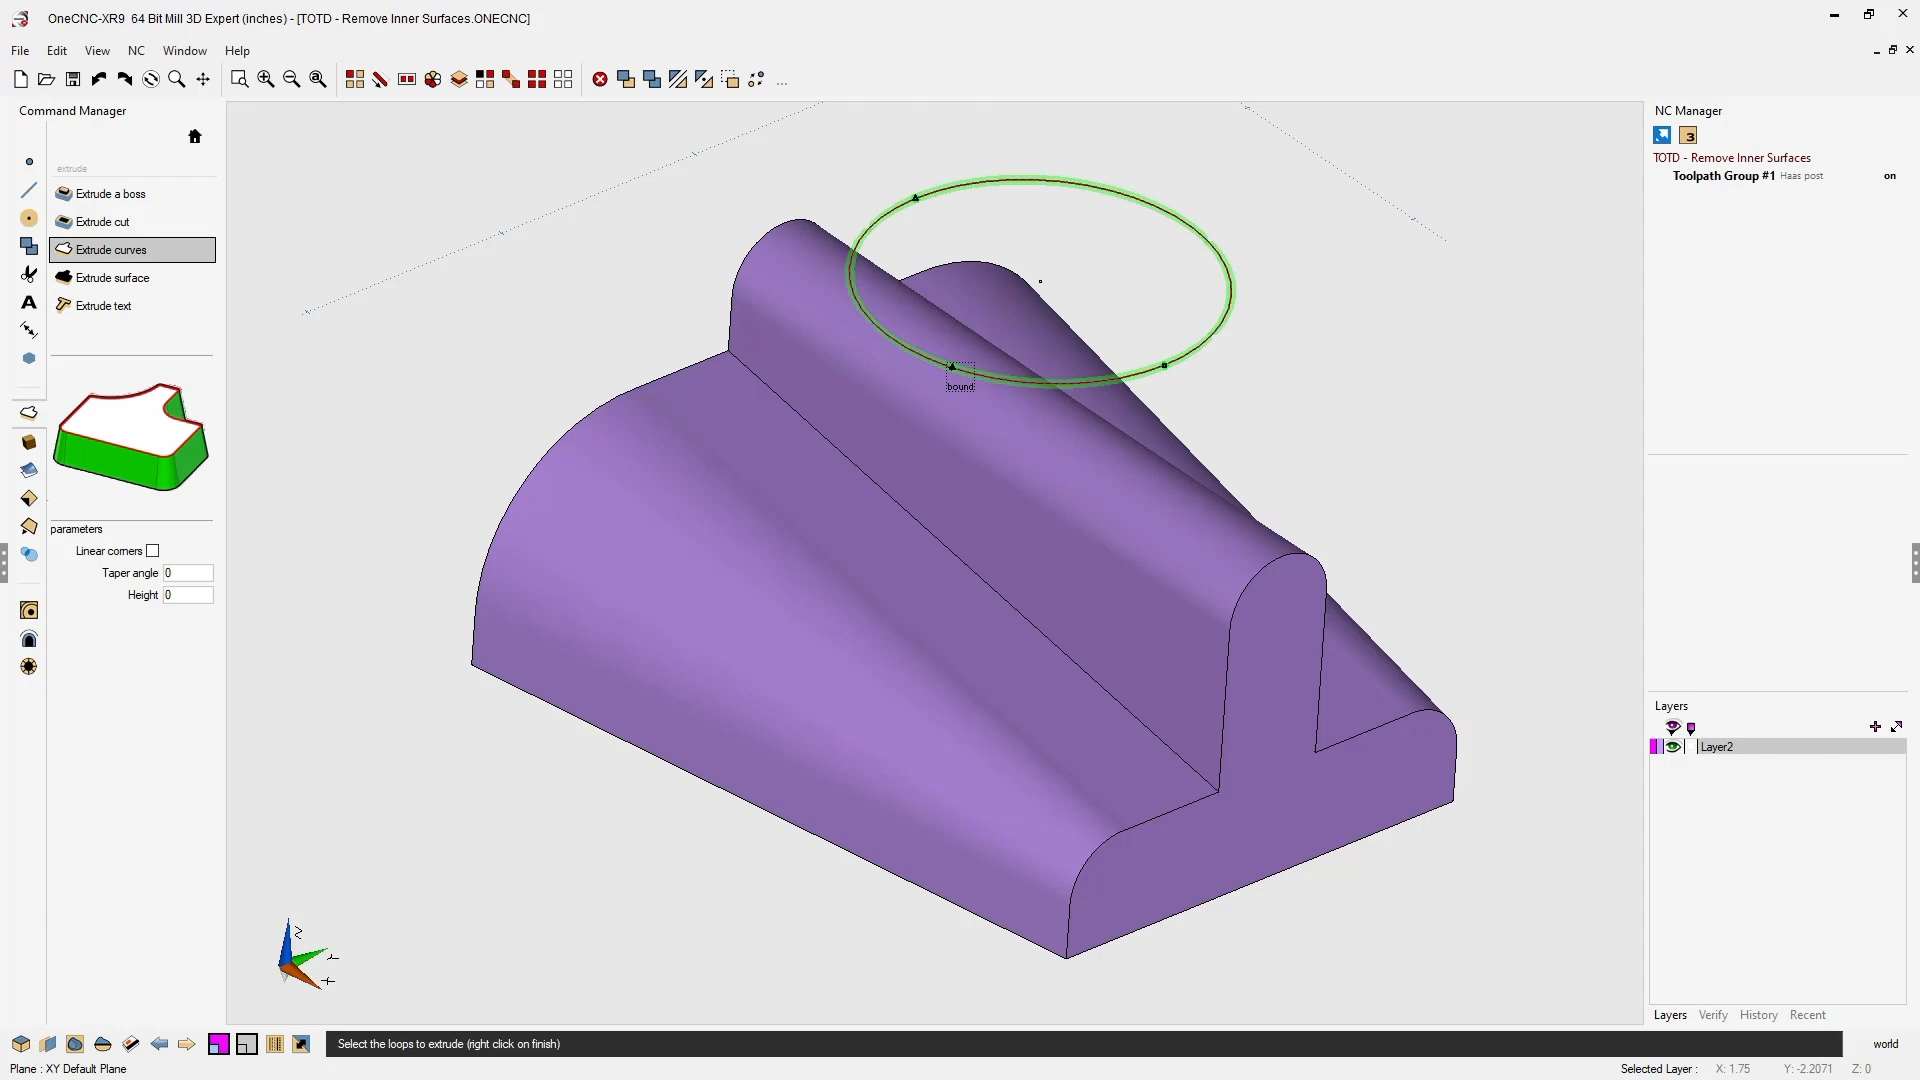 OneCNC-XR9 64 Bit Mill 3D Expert (inches) - [TOTD - Remove Inner Surfaces.ONECNC]
File Edit View NC Window Help
Command Manager
extrude
Extrude a boss
Extrude cut
Extrude curves
Extrude surface
Extrude text
parameters
Linear corners
Taper angle 0
Height 0
bound
NC Manager
3
TOTD - Remove Inner Surfaces
Toolpath Group #1 Haas post on
Layers
Layer2
Layers Verify History Recent
Select the loops to extrude (right click on finish)
world
Plane : XY Default Plane
Selected Layer : X: 1.75 Y: -2.2071 Z: 0